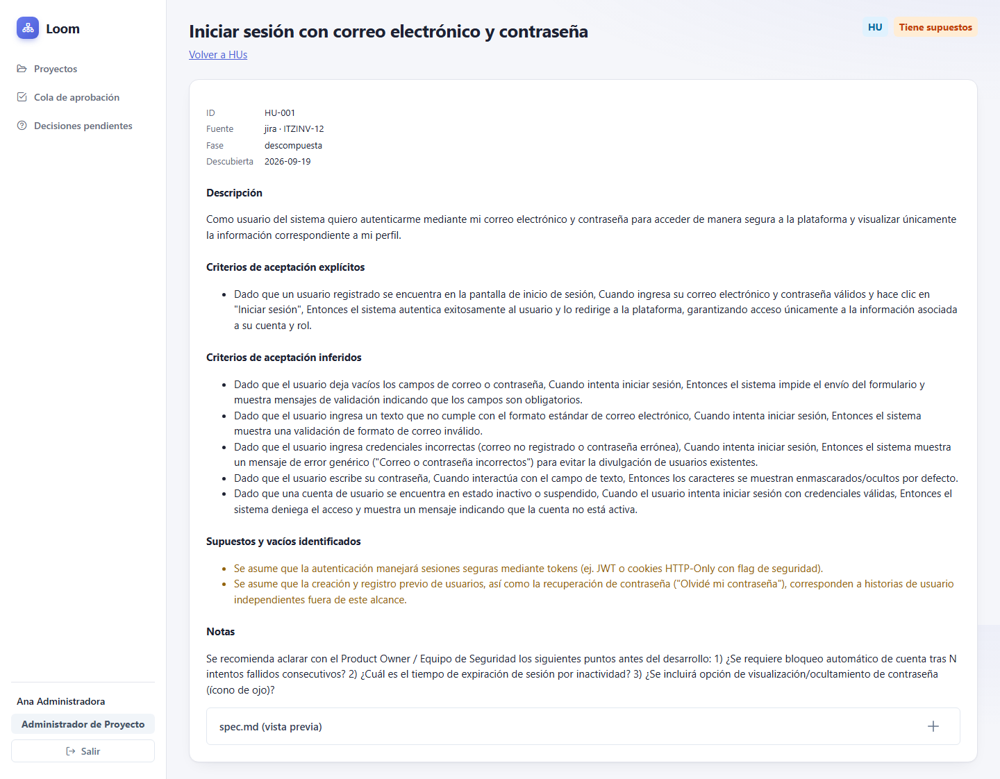 Loom
Proyectos
Cola de aprobación
Decisiones pendientes
Ana Administradora
Administrador de Proyecto
Salir
Iniciar sesión con correo electrónico y contraseña
Volver a HUs
HU
Tiene supuestos
ID HU-001
Fuente jira · ITZINV-12
Fase descompuesta
Descubierta 2026-09-19
Descripción
Como usuario del sistema quiero autenticarme mediante mi correo electrónico y contraseña para acceder de manera segura a la plataforma y visualizar únicamente
la información correspondiente a mi perfil.
Criterios de aceptación explícitos
• Dado que un usuario registrado se encuentra en la pantalla de inicio de sesión, Cuando ingresa su correo electrónico y contraseña válidos y hace clic en
"Iniciar sesión", Entonces el sistema autentica exitosamente al usuario y lo redirige a la plataforma, garantizando acceso únicamente a la información asociada
a su cuenta y rol.
Criterios de aceptación inferidos
• Dado que el usuario deja vacíos los campos de correo o contraseña, Cuando intenta iniciar sesión, Entonces el sistema impide el envío del formulario y
muestra mensajes de validación indicando que los campos son obligatorios.
• Dado que el usuario ingresa un texto que no cumple con el formato estándar de correo electrónico, Cuando intenta iniciar sesión, Entonces el sistema
muestra una validación de formato de correo inválido.
• Dado que el usuario ingresa credenciales incorrectas (correo no registrado o contraseña errónea), Cuando intenta iniciar sesión, Entonces el sistema muestra
un mensaje de error genérico ("Correo o contraseña incorrectos") para evitar la divulgación de usuarios existentes.
• Dado que el usuario escribe su contraseña, Cuando interactúa con el campo de texto, Entonces los caracteres se muestran enmascarados/ocultos por defecto.
• Dado que una cuenta de usuario se encuentra en estado inactivo o suspendido, Cuando el usuario intenta iniciar sesión con credenciales válidas, Entonces el
sistema deniega el acceso y muestra un mensaje indicando que la cuenta no está activa.
Supuestos y vacíos identificados
• Se asume que la autenticación manejará sesiones seguras mediante tokens (ej. JWT o cookies HTTP-Only con flag de seguridad).
• Se asume que la creación y registro previo de usuarios, así como la recuperación de contraseña ("Olvidé mi contraseña"), corresponden a historias de usuario
independientes fuera de este alcance.
Notas
Se recomienda aclarar con el Product Owner / Equipo de Seguridad los siguientes puntos antes del desarrollo: 1) ¿Se requiere bloqueo automático de cuenta tras N
intentos fallidos consecutivos? 2) ¿Cuál es el tiempo de expiración de sesión por inactividad? 3) ¿Se incluirá opción de visualización/ocultamiento de contraseña
(ícono de ojo)?
spec.md (vista previa)